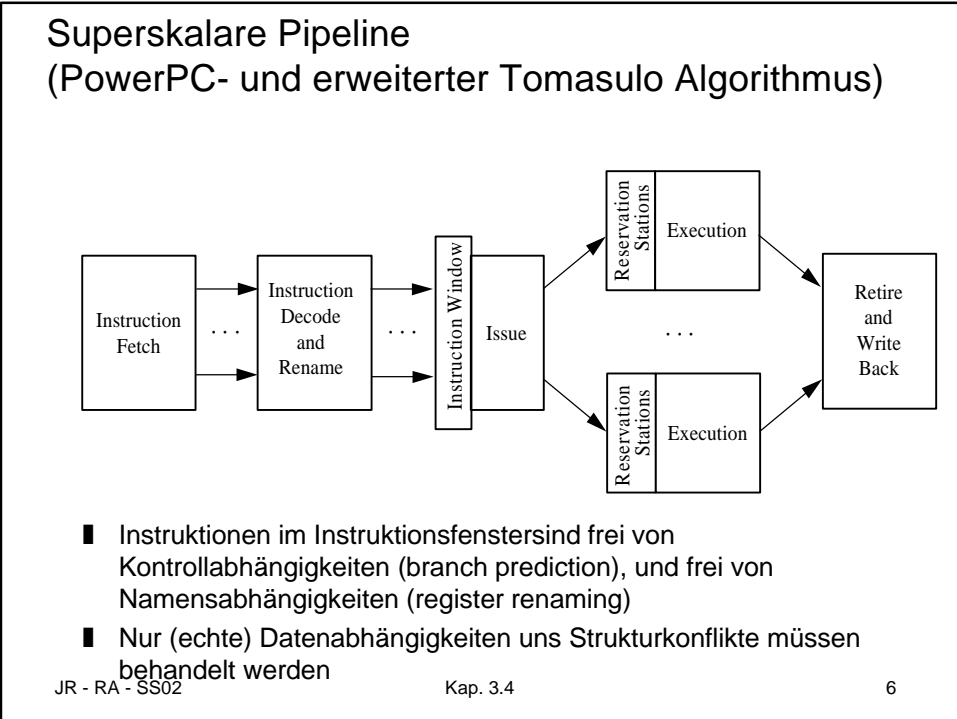 Superskalare Pipeline
(PowerPC- und erweiterter Tomasulo Algorithmus)
Instruction
Fetch
. . .
Instruction
Decode
and
Rename
. . .
Instruction Window
Issue
Reservation
Stations
Execution
. . .
Reservation
Stations
Execution
Retire
and
Write
Back
Instruktionen im Instruktionsfenstersind frei von
Kontrollabhängigkeiten (branch prediction), und frei von
Namensabhängigkeiten (register renaming)
Nur (echte) Datenabhängigkeiten uns Strukturkonflikte müssen
behandelt werden
JR - RA - SS02
Kap. 3.4
6